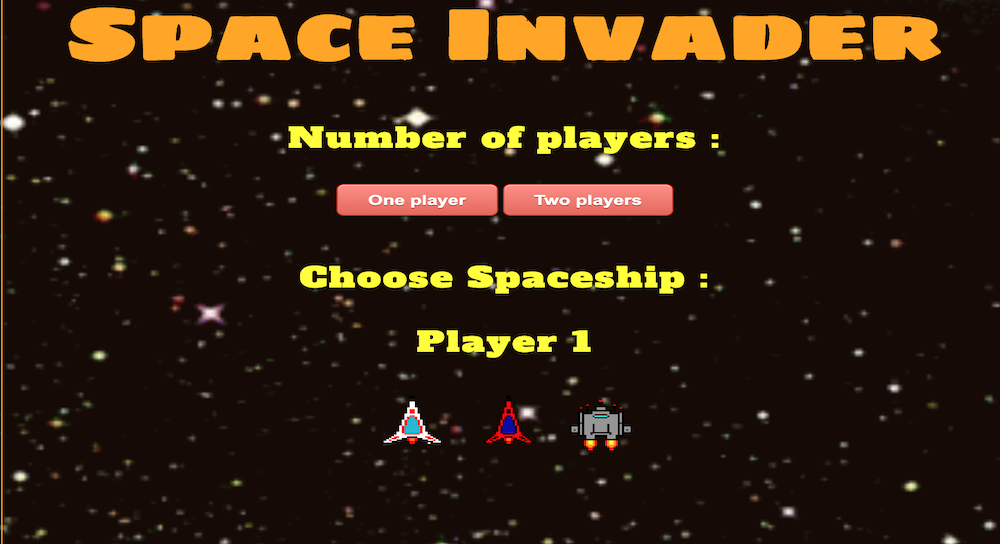 Space Invader
Number of players :
One player Two players
Choose Spaceship :
Player 1